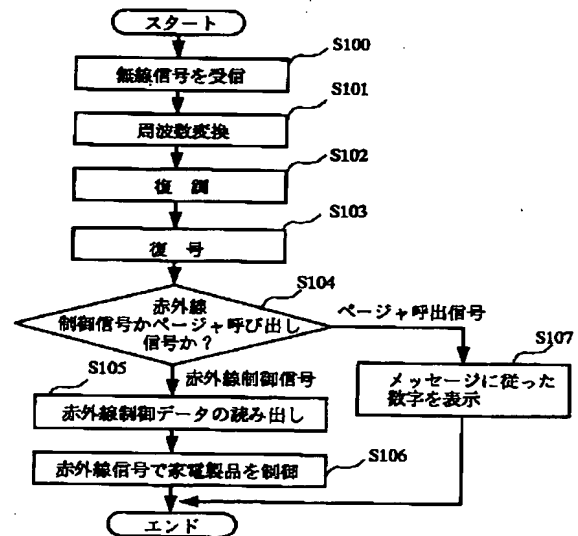 スタート
S100
無線信号を受信
S101
周波数変換
S102
復 調
S103
復 号
S104
赤外線
制御信号かページャ呼び出し
信号か?
ページャ呼出信号
S107
メッセージに従った
数字を表示
赤外線制御信号
S105
赤外線制御データの読み出し
S106
赤外線信号で家電製品を制御
エンド